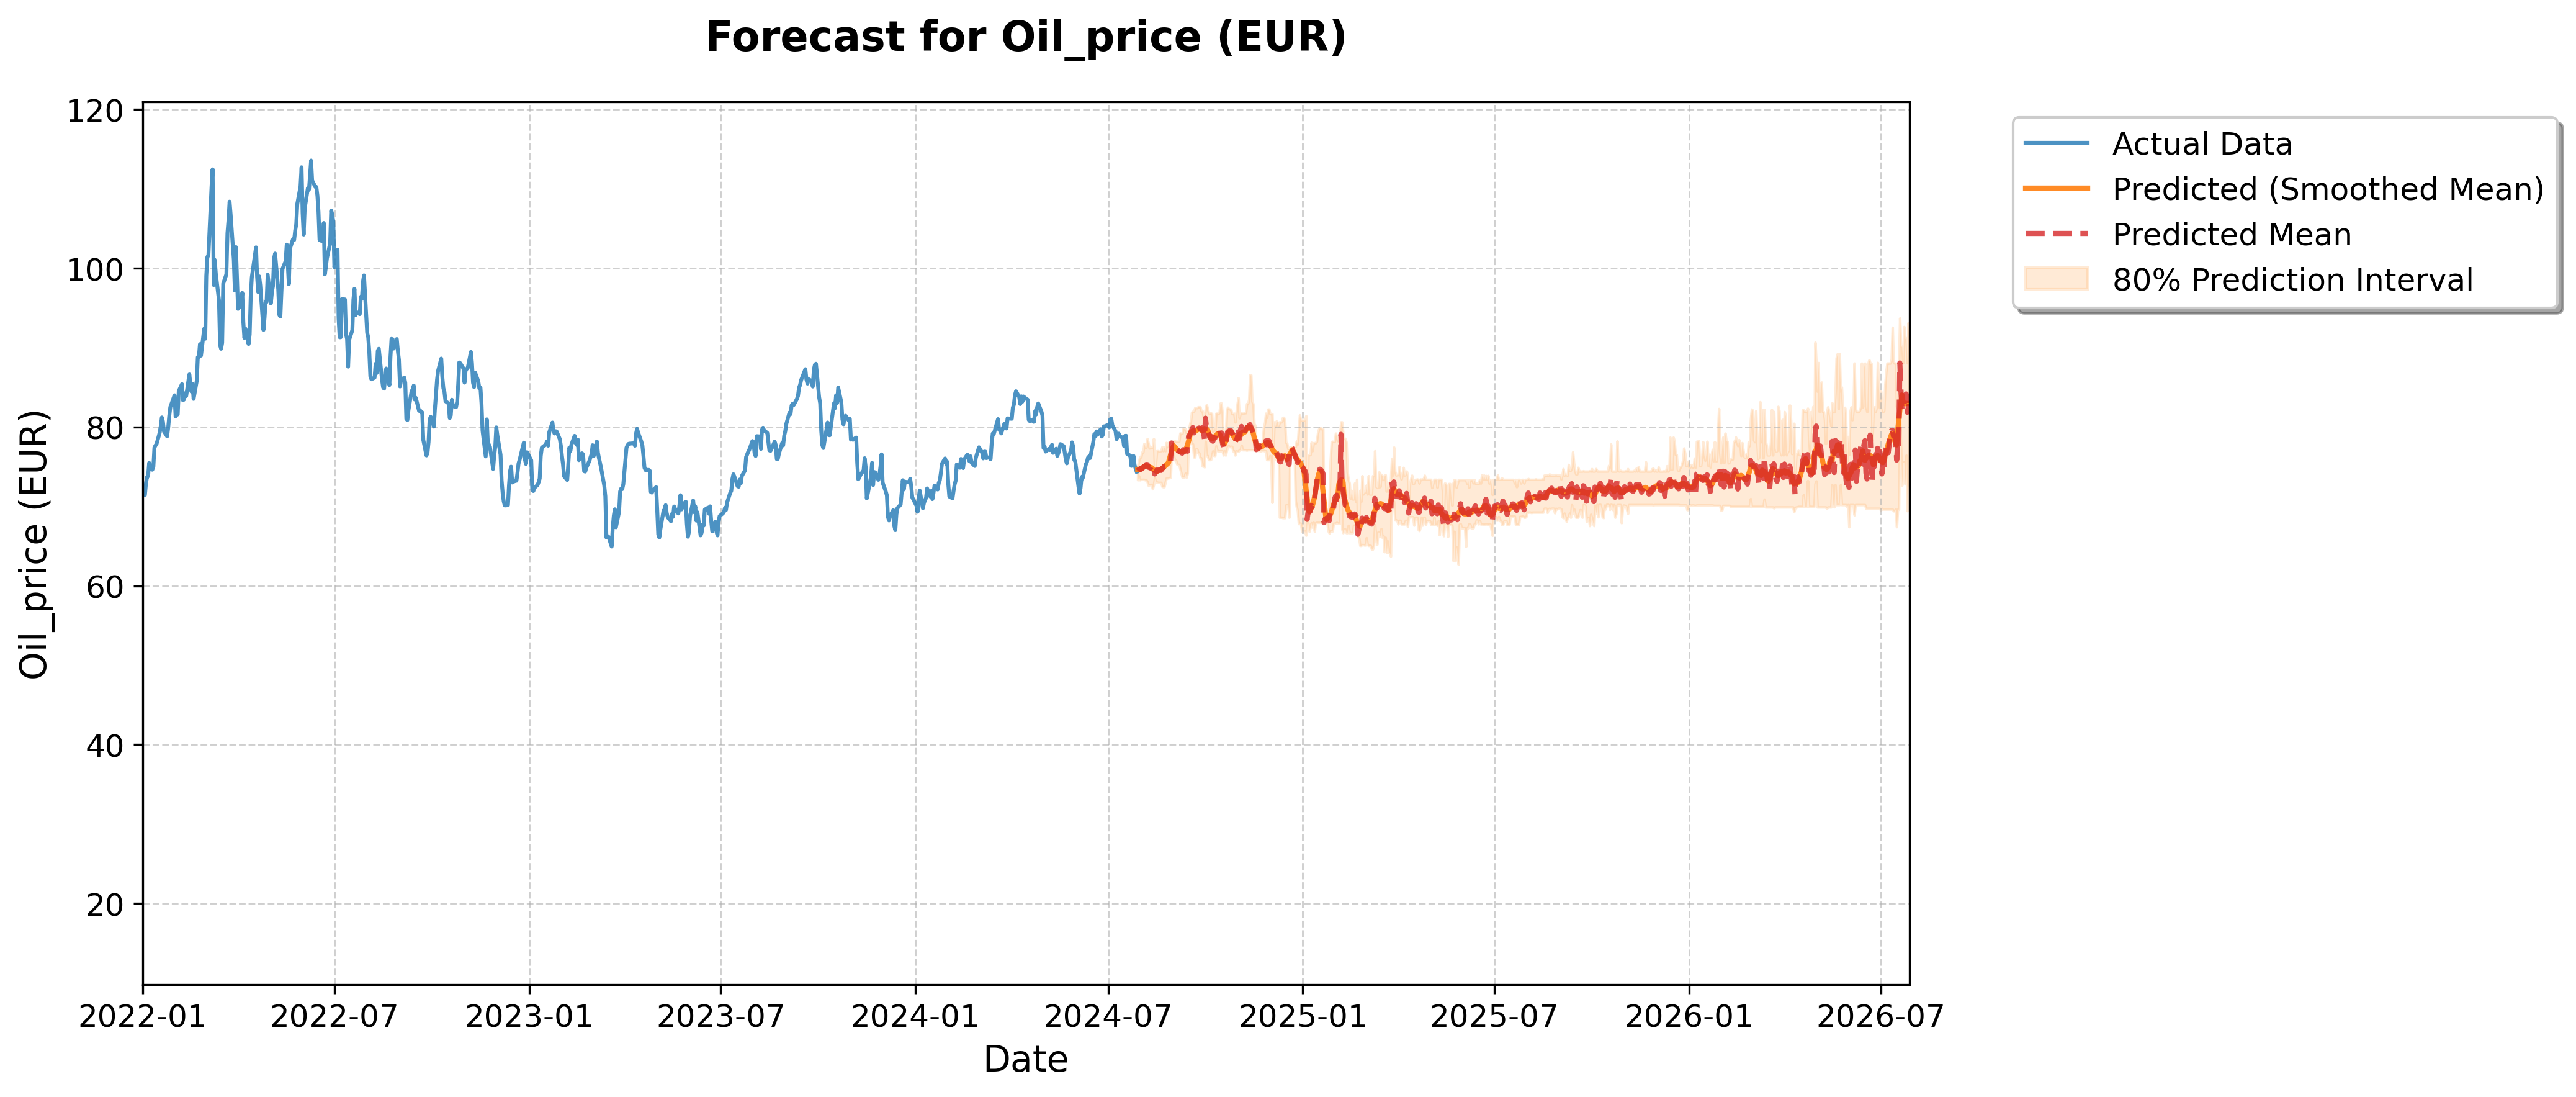 Forecast for Oil_price (EUR)
120
100
80
60
40
20
Oil_price (EUR)
2022-01 2022-07 2023-01 2023-07 2024-01 2024-07 2025-01 2025-07 2026-01 2026-07
Date
Actual Data
Predicted (Smoothed Mean)
Predicted Mean
80% Prediction Interval